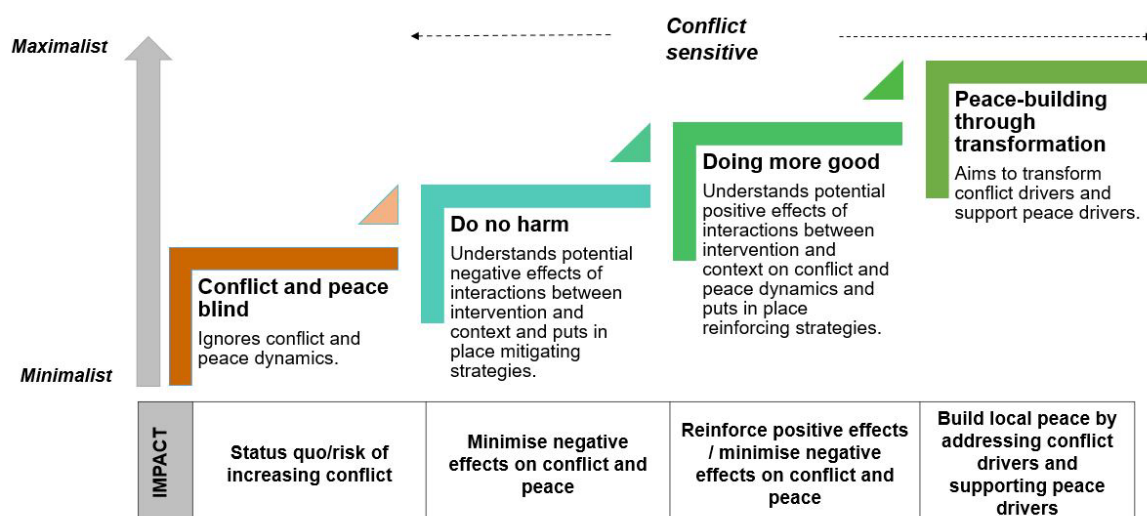 Maximalist
Conflict
sensitive
Peace-building
through
transformation
Aims to transform
conflict drivers and
support peace drivers.
Doing more good
Understands potential
positive effects of
interactions between
intervention and
context on conflict and
peace dynamics and
puts in place
reinforcing strategies.
Do no harm
Understands potential
negative effects of
interactions between
intervention and
context and puts in
place mitigating
strategies.
Conflict and peace
blind
Ignores conflict and
peace dynamics.
Minimalist
IMPACT
Status quo/risk of
increasing conflict
Minimise negative
effects on conflict and
peace
Reinforce positive effects
/ minimise negative
effects on conflict and
peace
Build local peace by
addressing conflict
drivers and
supporting peace
drivers